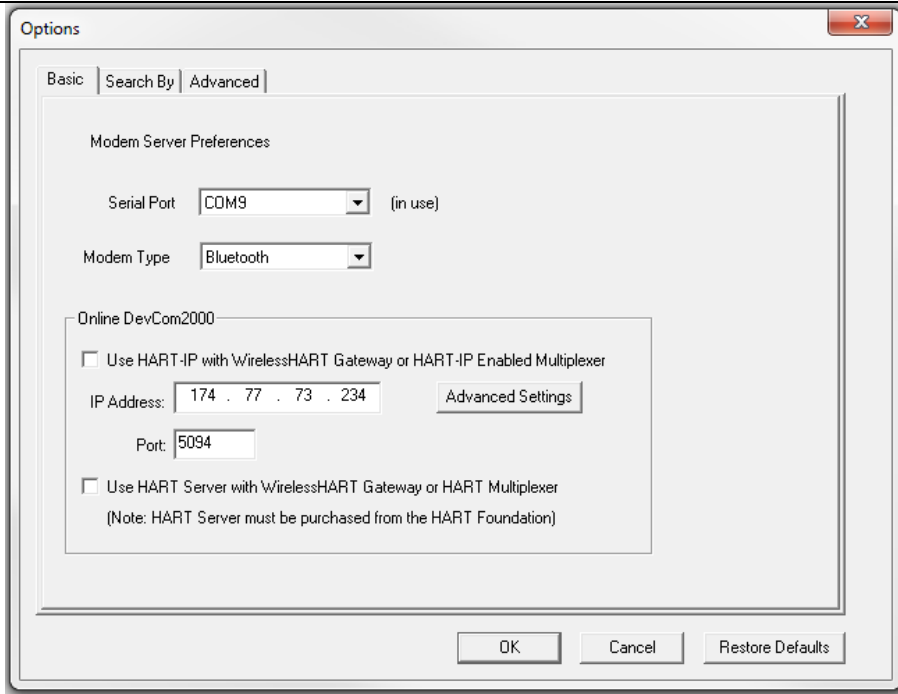 Options
Basic Search By Advanced
Modem Server Preferences
Serial Port COM9 (in use)
Modem Type Bluetooth
Online DevCom2000
Use HART-IP with WirelessHART Gateway or HART-IP Enabled Multiplexer
IP Address: 174 . 77 . 73 . 234 Advanced Settings
Port: 5094
Use HART Server with WirelessHART Gateway or HART Multiplexer
(Note: HART Server must be purchased from the HART Foundation)
OK Cancel Restore Defaults